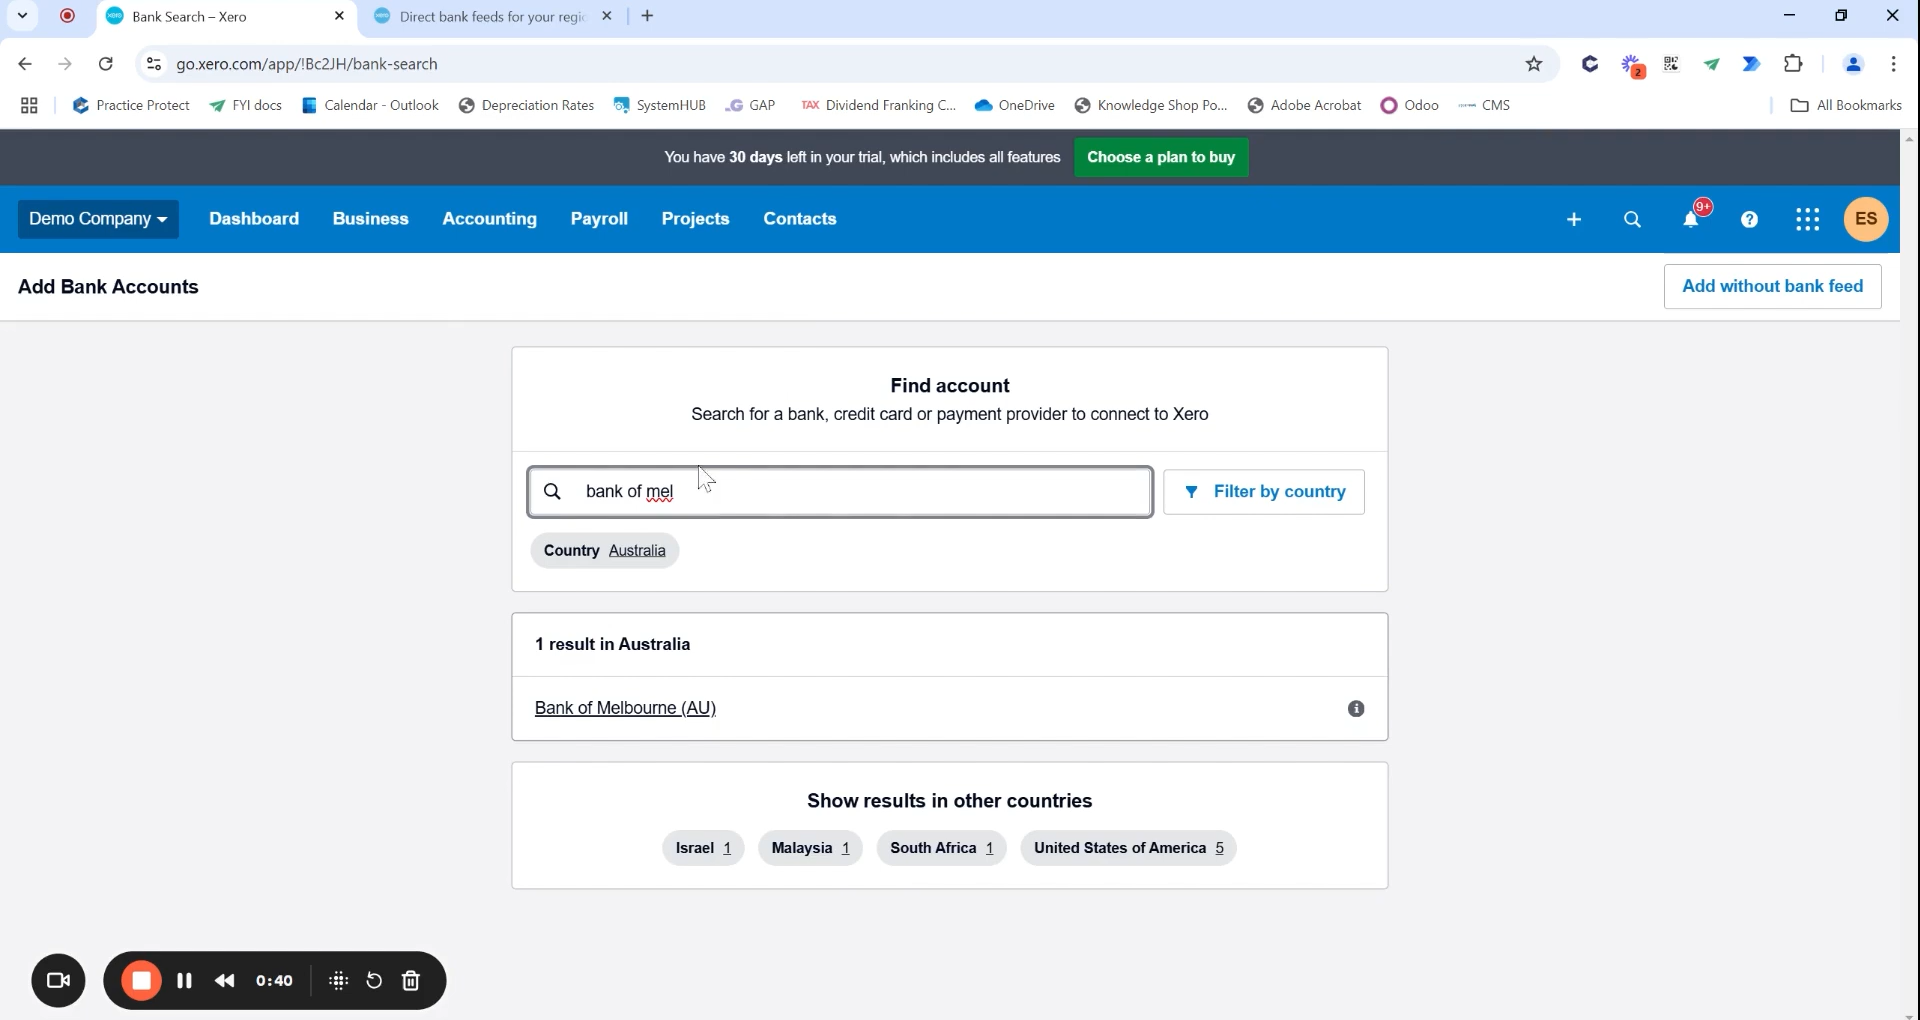 Bank Search – Xero
Direct bank feeds for your regi
go.xero.com/app/!Bc2JH/bank-search
2
Practice Protect
FYI docs
Calendar - Outlook
Depreciation Rates
SystemHUB
GAP
TAX Dividend Franking C...
OneDrive
Knowledge Shop Po...
Adobe Acrobat
Odoo
CMS
All Bookmarks
You have 30 days left in your trial, which includes all features
Choose a plan to buy
Demo Company
Dashboard
Business
Accounting
Payroll
Projects
Contacts
9+
ES
Add Bank Accounts
Add without bank feed
Find account
Search for a bank, credit card or payment provider to connect to Xero
bank of mel
Filter by country
Country Australia
1 result in Australia
Bank of Melbourne (AU)
Show results in other countries
Israel 1
Malaysia 1
South Africa 1
United States of America 5
0:40